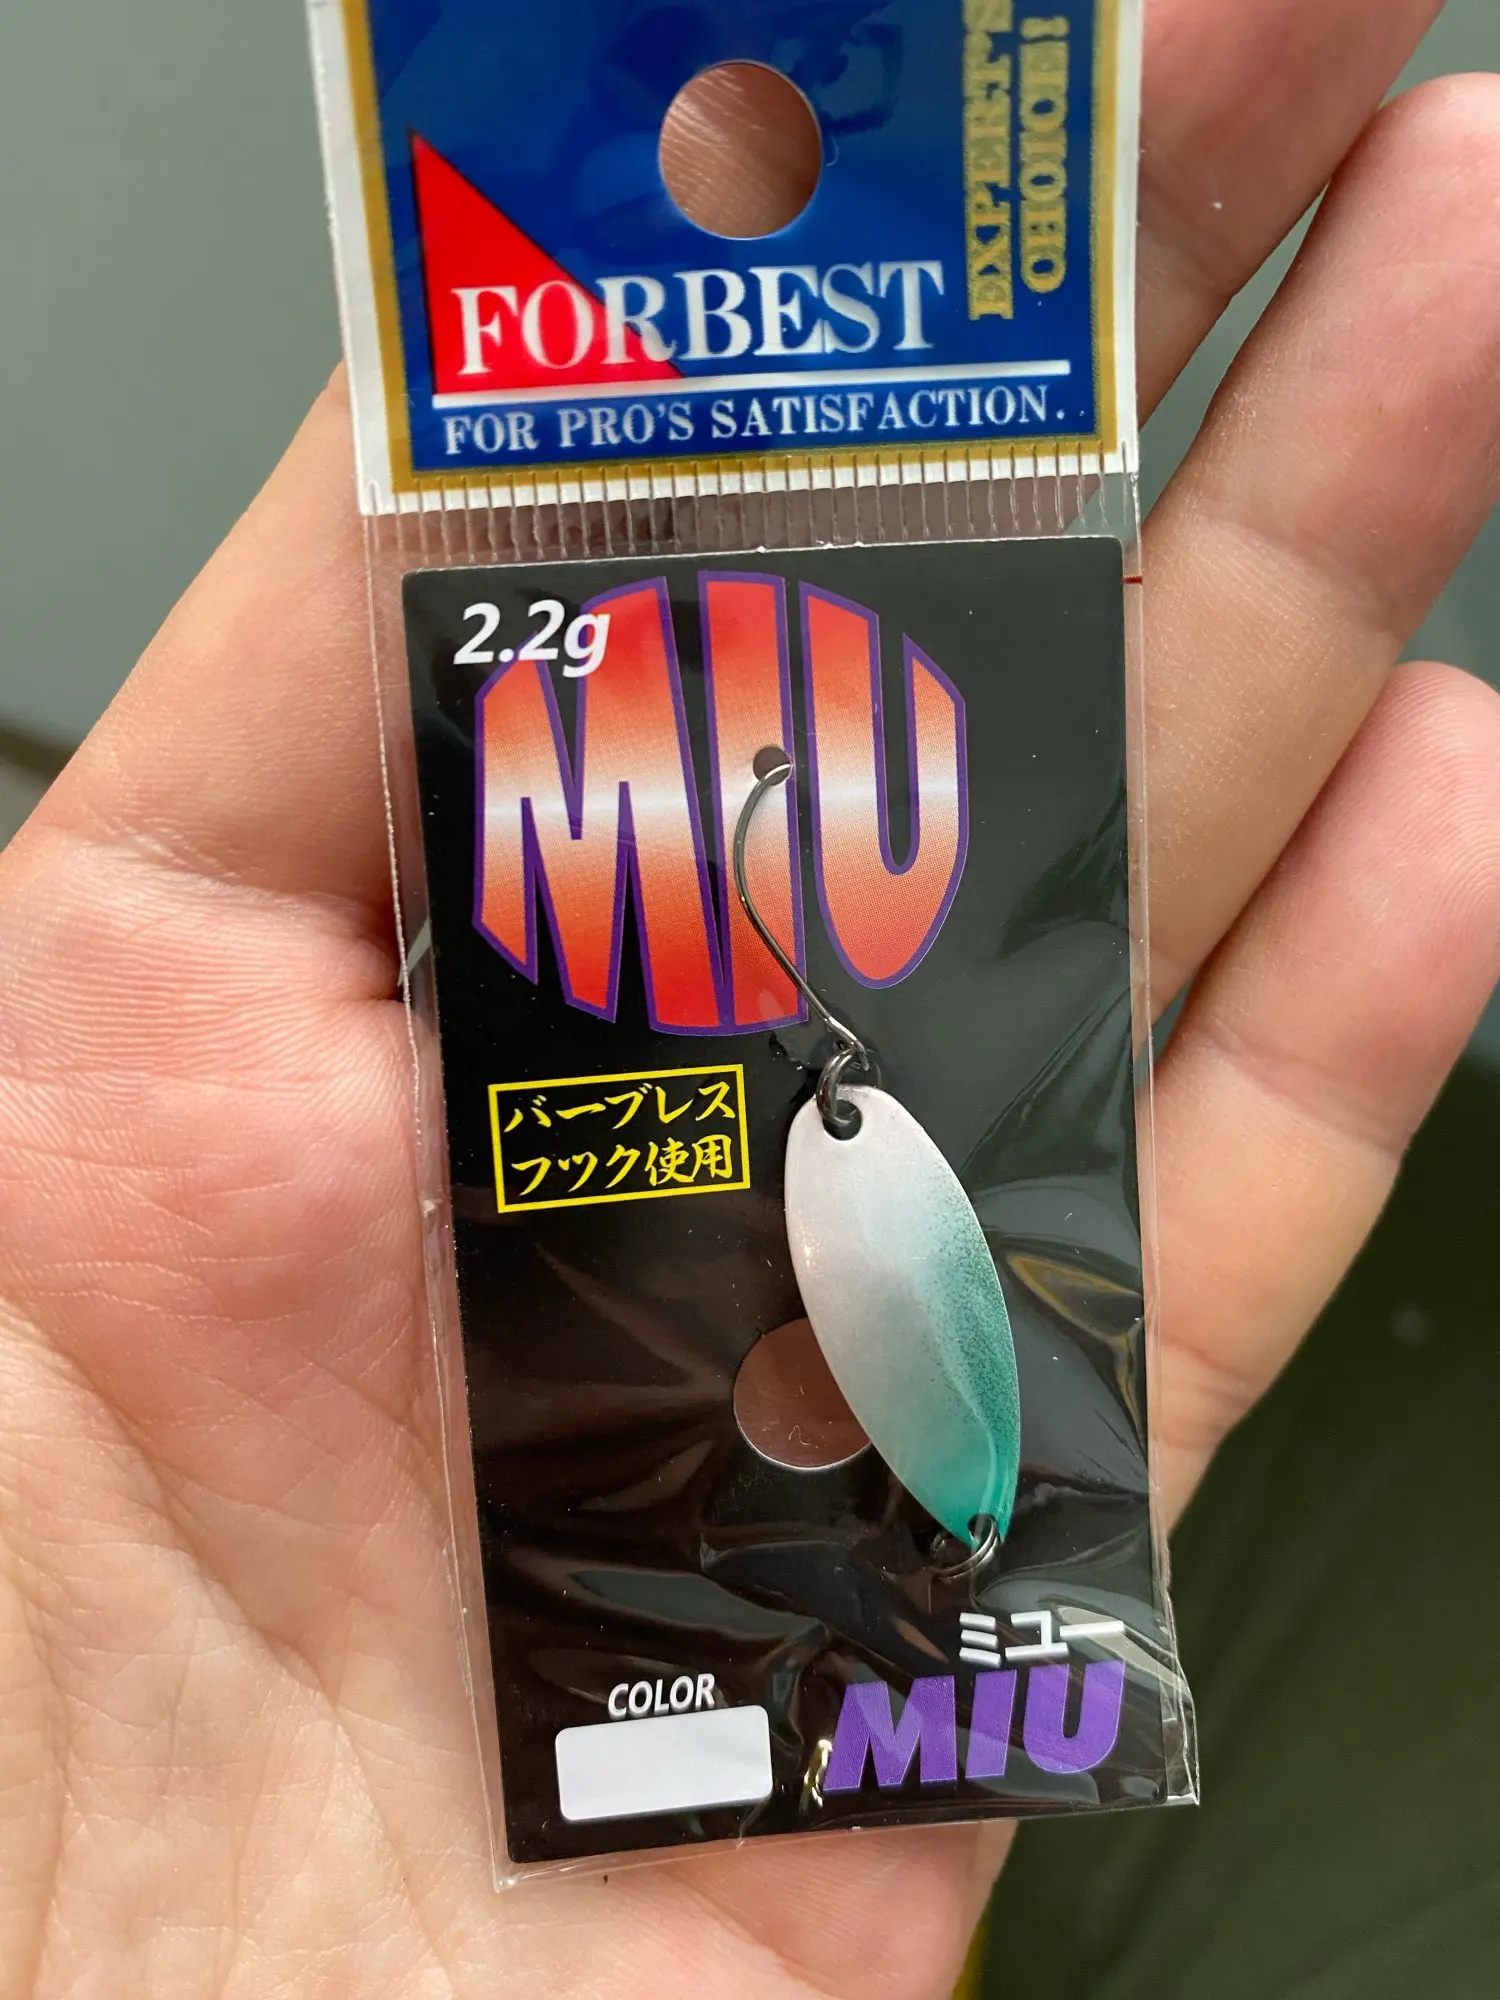 EXPERT'S
CHOICE!
FORBEST
FOR PRO'S SATISFACTION.
2.2g
MIU
バーブレス
フック使用
ミュー
MIU
COLOR